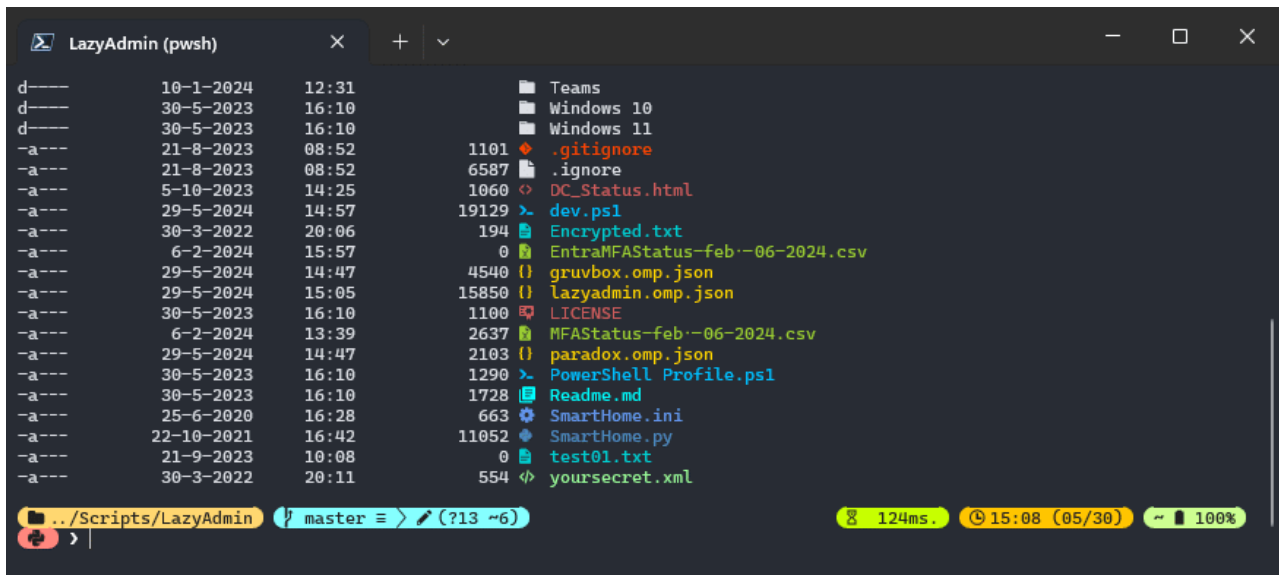 LazyAdmin (pwsh)
d---- 10-1-2024 12:31 Teams
d---- 30-5-2023 16:10 Windows 10
d---- 30-5-2023 16:10 Windows 11
-a--- 21-8-2023 08:52 1101 .gitignore
-a--- 21-8-2023 08:52 6587 .ignore
-a--- 5-10-2023 14:25 1060 DC_Status.html
-a--- 29-5-2024 14:57 19129 dev.ps1
-a--- 30-3-2022 20:06 194 Encrypted.txt
-a--- 6-2-2024 15:57 0 EntraMFAStatus-feb.-06-2024.csv
-a--- 29-5-2024 14:47 4540 gruvbox.omp.json
-a--- 29-5-2024 15:05 15850 lazyadmin.omp.json
-a--- 30-5-2023 16:10 1100 LICENSE
-a--- 6-2-2024 13:39 2637 MFAStatus-feb.-06-2024.csv
-a--- 29-5-2024 14:47 2103 paradox.omp.json
-a--- 30-5-2023 16:10 1290 PowerShell Profile.ps1
-a--- 30-5-2023 16:10 1728 Readme.md
-a--- 25-6-2020 16:28 663 SmartHome.ini
-a--- 22-10-2021 16:42 11052 SmartHome.py
-a--- 21-9-2023 10:08 0 test01.txt
-a--- 30-3-2022 20:11 554 yoursecret.xml
../Scripts/LazyAdmin master ≡ (?13 ~6) 124ms. 15:08 (05/30) ~ 100%
❯